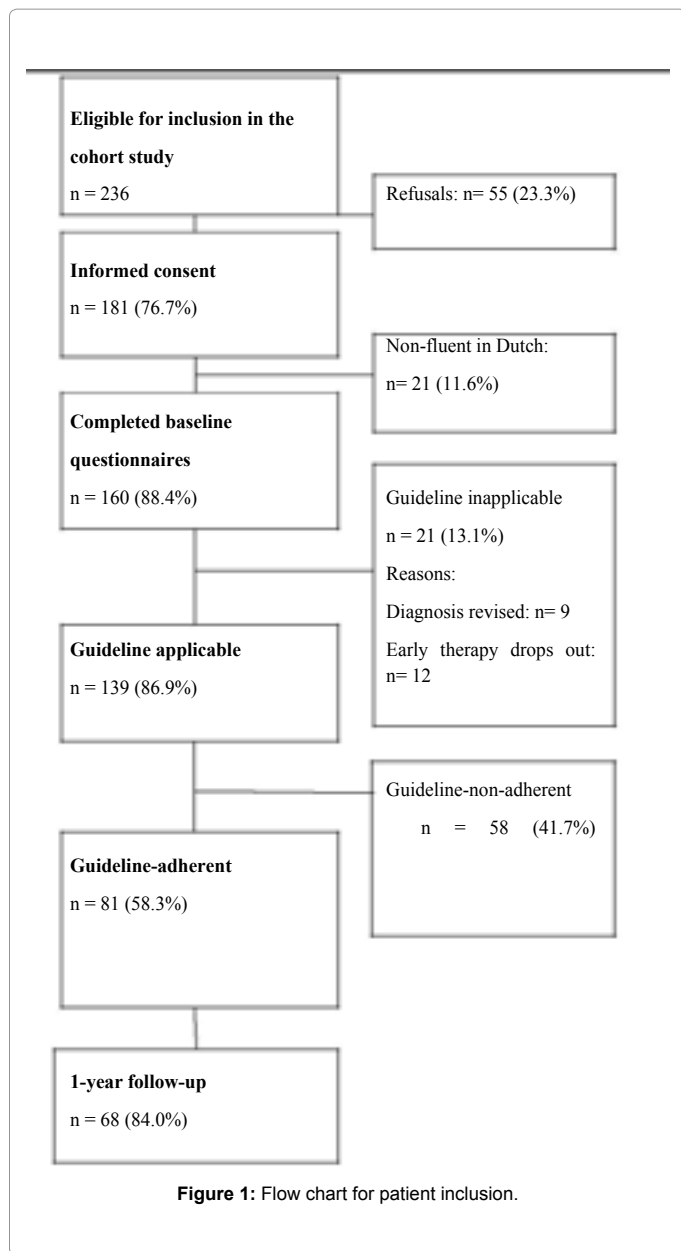 Eligible for inclusion in the
cohort study
n = 236
Refusals: n= 55 (23.3%)
Informed consent
n = 181 (76.7%)
Non-fluent in Dutch:
n= 21 (11.6%)
Completed baseline
questionnaires
n = 160 (88.4%)
Guideline inapplicable
n = 21 (13.1%)
Reasons:
Diagnosis revised: n= 9
Early therapy drops out:
n= 12
Guideline applicable
n = 139 (86.9%)
Guideline-non-adherent
n = 58 (41.7%)
Guideline-adherent
n = 81 (58.3%)
1-year follow-up
n = 68 (84.0%)
Figure 1: Flow chart for patient inclusion.